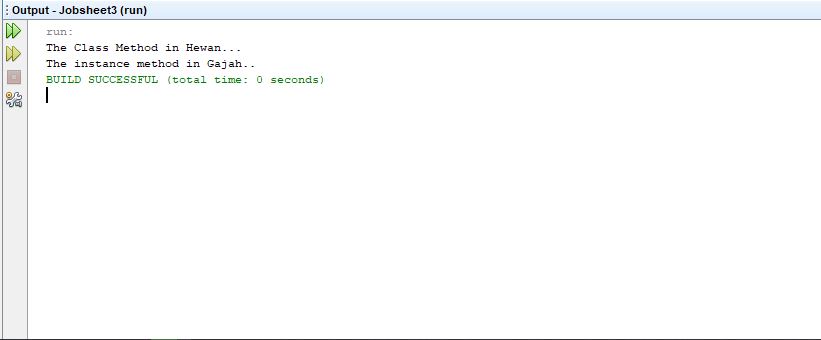 Output - Jobsheet3 (run)
run:
The Class Method in Hewan...
The instance method in Gajah..
BUILD SUCCESSFUL (total time: 0 seconds)